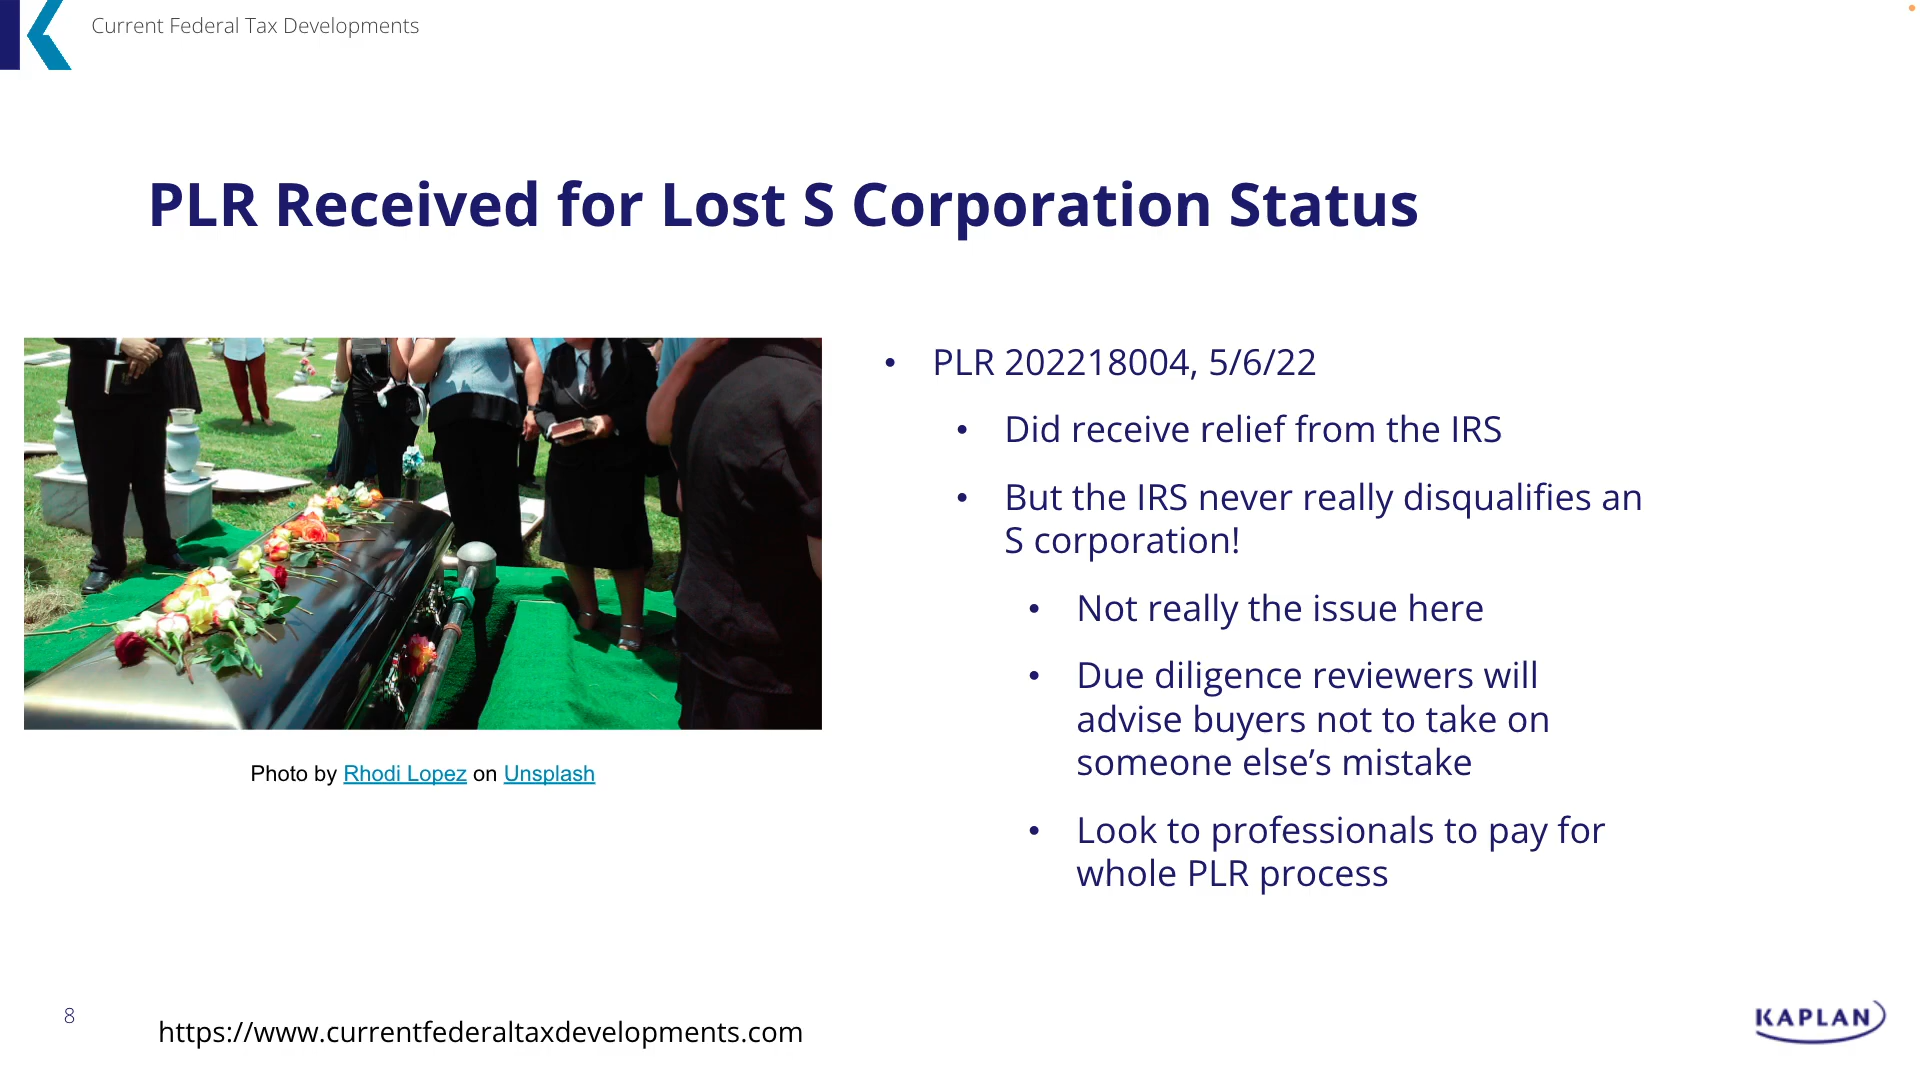 Current Federal Tax Developments
PLR Received for Lost S Corporation Status
• PLR 202218004, 5/6/22
• Did receive relief from the IRS
• But the IRS never really disqualifies an
S corporation!
• Not really the issue here
• Due diligence reviewers will
advise buyers not to take on
someone else’s mistake
• Look to professionals to pay for
whole PLR process
Photo by Rhodi Lopez on Unsplash
8
https://www.currentfederaltaxdevelopments.com
KAPLAN